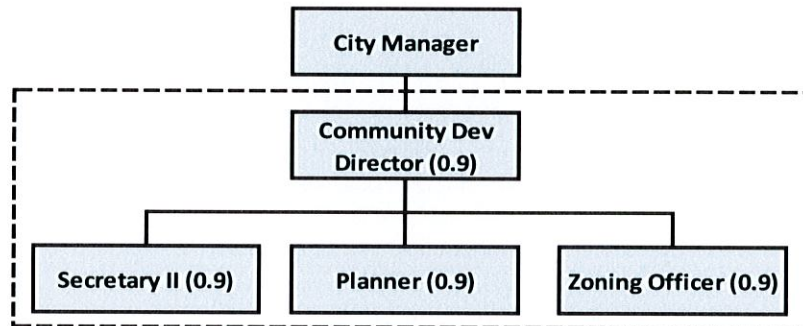 City Manager
Community Dev
Director (0.9)
Secretary II (0.9)
Planner (0.9)
Zoning Officer (0.9)